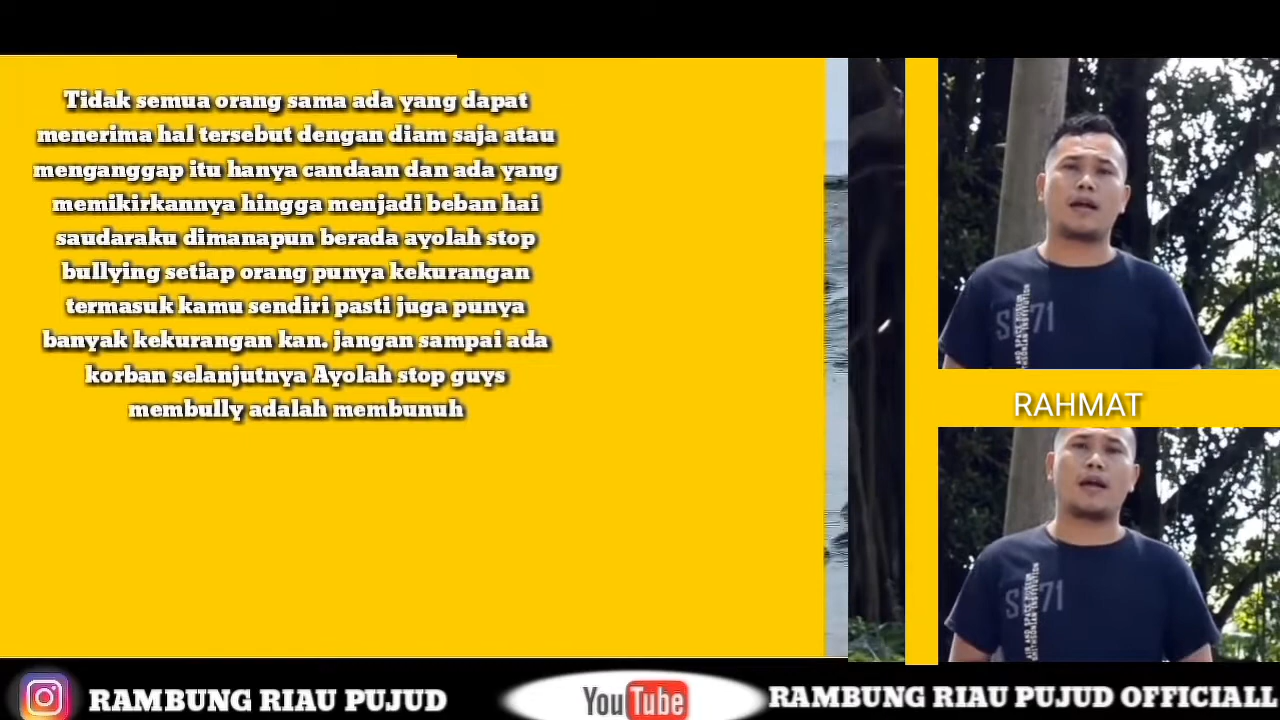 Tidak semua orang sama ada yang dapat
menerima hal tersebut dengan diam saja atau
menganggap itu hanya candaan dan ada yang
memikirkannya hingga menjadi beban hai
saudaraku dimanapun berada ayolah stop
bullying setiap orang punya kekurangan
termasuk kamu sendiri pasti juga punya
banyak kekurangan kan. jangan sampai ada
korban selanjutnya Ayolah stop guys
membully adalah membunuh
71
RAHMAT
71
RAMBUNG RIAU PUJUD
YouTube
RAMBUNG RIAU PUJUD OFFICIALL